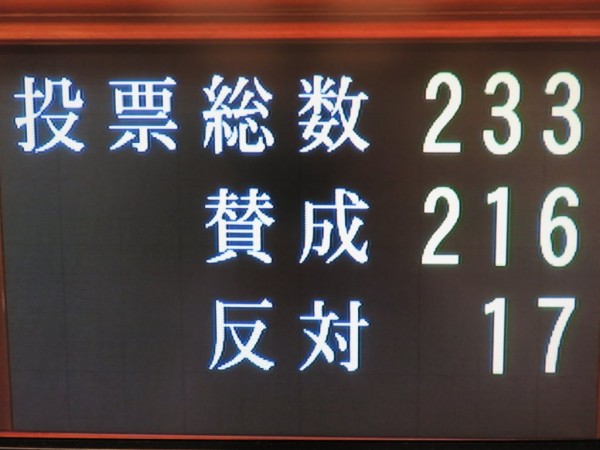 投票総数 233
賛成 216
反対 17